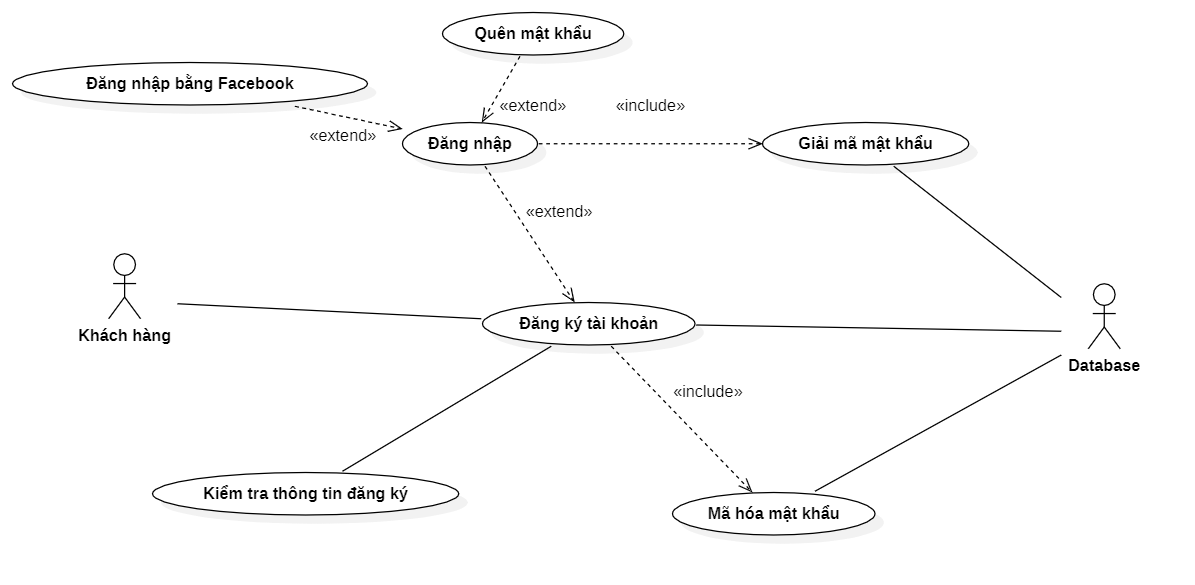 Quên mật khẩu
Đăng nhập bằng Facebook
«extend»
«include»
«extend»
Đăng nhập
Giải mã mật khẩu
«extend»
Khách hàng
Đăng ký tài khoản
Database
«include»
Kiểm tra thông tin đăng ký
Mã hóa mật khẩu